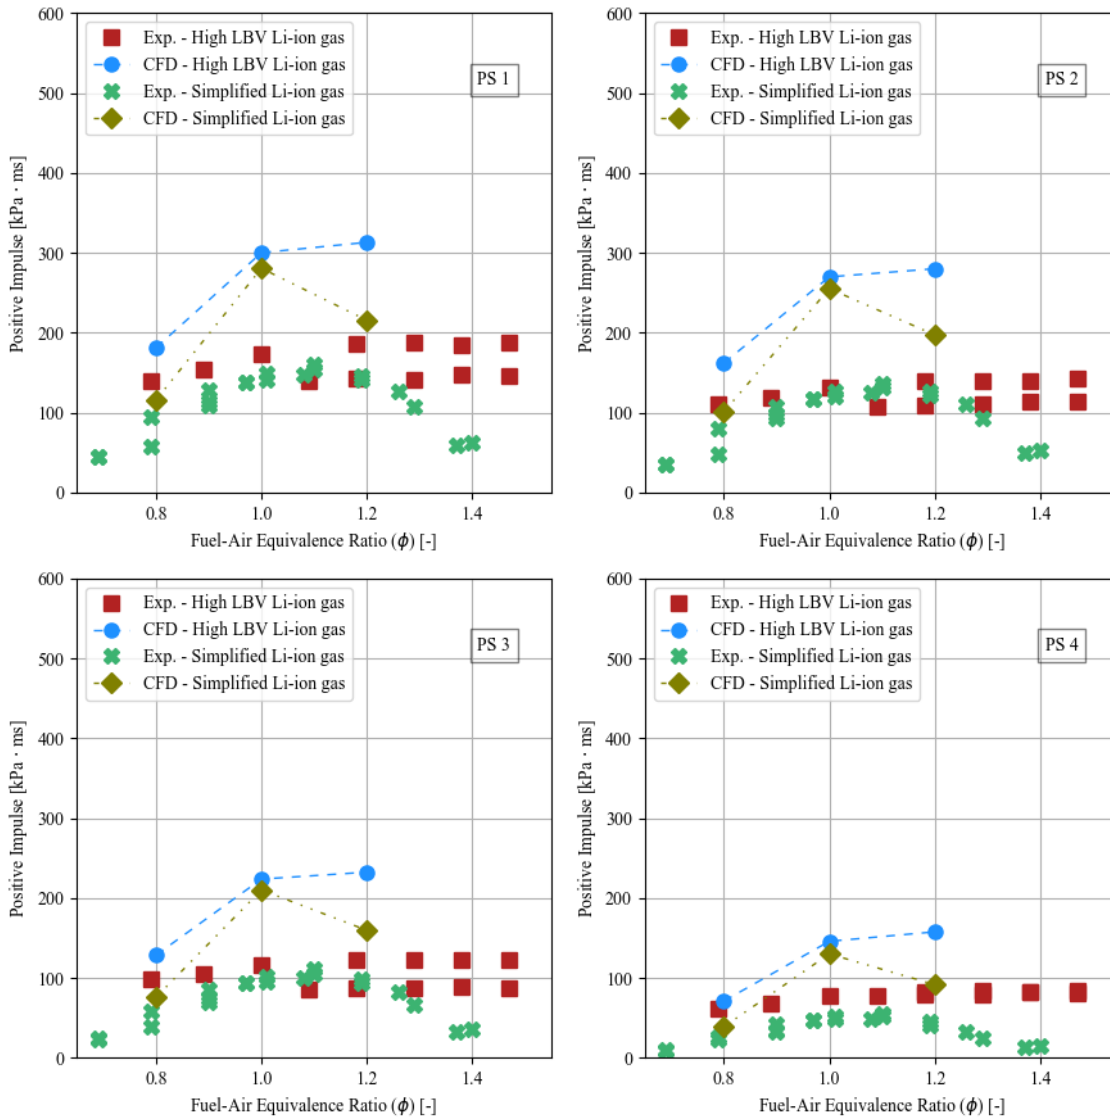 600
500
400
300
200
100
0
Positive Impulse [kPa · ms]
Exp. - High LBV Li-ion gas
CFD - High LBV Li-ion gas
Exp. - Simplified Li-ion gas
CFD - Simplified Li-ion gas
PS 1
0.8 1.0 1.2 1.4
Fuel-Air Equivalence Ratio (ϕ) [-]
600
500
400
300
200
100
0
Positive Impulse [kPa · ms]
Exp. - High LBV Li-ion gas
CFD - High LBV Li-ion gas
Exp. - Simplified Li-ion gas
CFD - Simplified Li-ion gas
PS 2
0.8 1.0 1.2 1.4
Fuel-Air Equivalence Ratio (ϕ) [-]
600
500
400
300
200
100
0
Positive Impulse [kPa · ms]
Exp. - High LBV Li-ion gas
CFD - High LBV Li-ion gas
Exp. - Simplified Li-ion gas
CFD - Simplified Li-ion gas
PS 3
0.8 1.0 1.2 1.4
Fuel-Air Equivalence Ratio (ϕ) [-]
600
500
400
300
200
100
0
Positive Impulse [kPa · ms]
Exp. - High LBV Li-ion gas
CFD - High LBV Li-ion gas
Exp. - Simplified Li-ion gas
CFD - Simplified Li-ion gas
PS 4
0.8 1.0 1.2 1.4
Fuel-Air Equivalence Ratio (ϕ) [-]